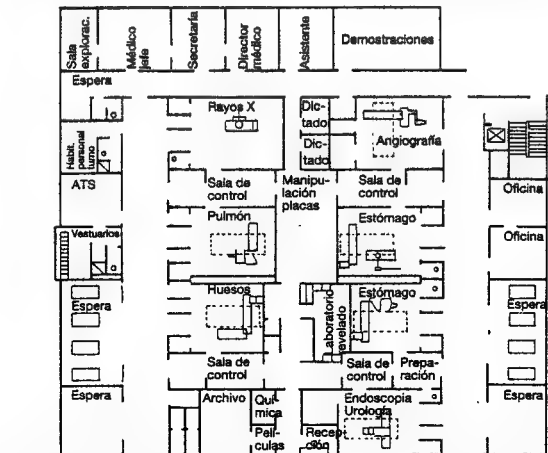 Sala
explorac.
Médico
jefe
Secretaría
Director
médico
Asistente
Demostraciones
Espera
Rayos X
Dic-
tado
Angiografía
Dic-
tado
Habit.
personal
turno
ATS
Sala de
control
Manipu-
lación
placas
Sala de
control
Oficina
Pulmón
Estómago
Vestuarios
Oficina
Huesos
Laboratorio
revelado
Estómago
Espera
Espera
Sala de
control
Sala de
control
Prepa-
ración
Espera
Archivo
Quí-
mica
Endoscopia
Urología
Espera
Pelí-
culas
Recep-
ción